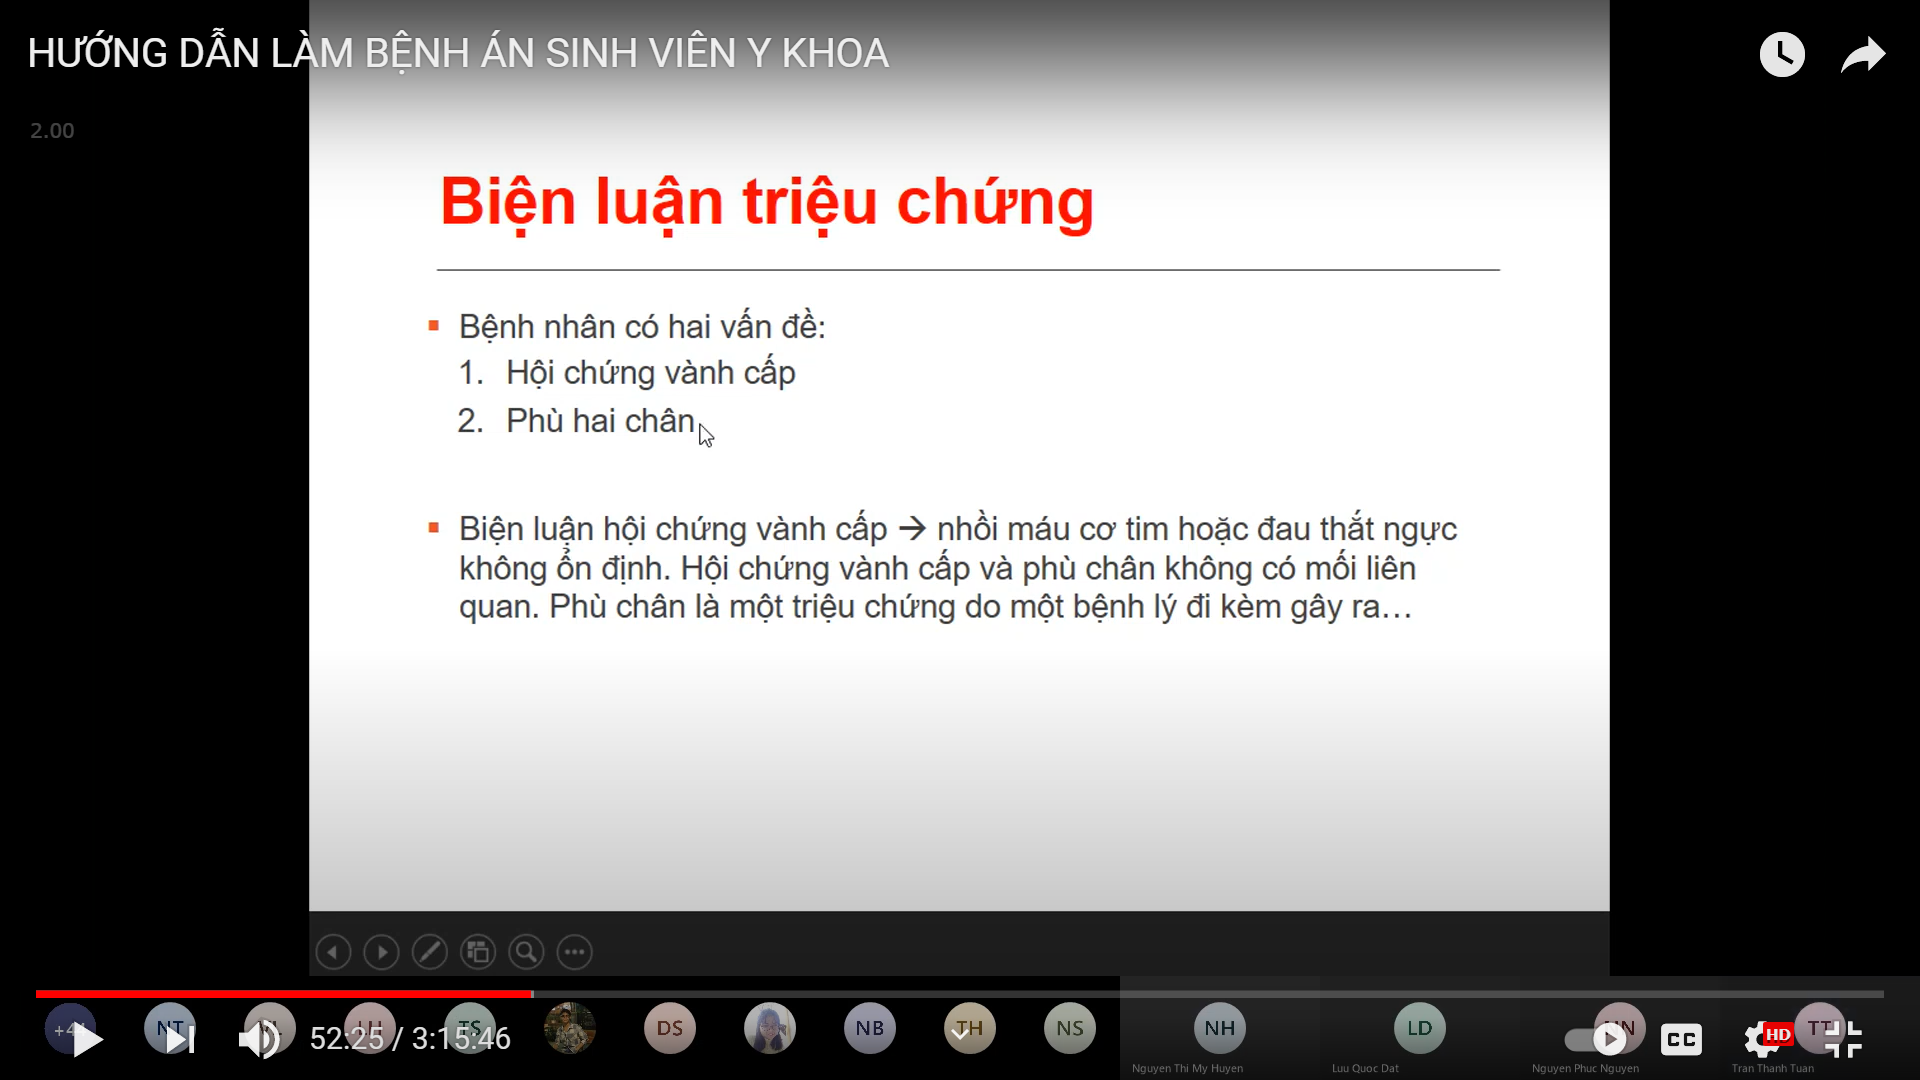 HƯỚNG DẪN LÀM BỆNH ÁN SINH VIÊN Y KHOA
2.00
Biện luận triệu chứng
Bệnh nhân có hai vấn đề:
1. Hội chứng vành cấp
2. Phù hai chân
Biện luận hội chứng vành cấp → nhồi máu cơ tim hoặc đau thắt ngực
không ổn định. Hội chứng vành cấp và phù chân không có mối liên
quan. Phù chân là một triệu chứng do một bệnh lý đi kèm gây ra...
NT
LH
TS
DS
NB
TH
NS
NH
LD
TT
52:25 / 3:15:46
CC
HD
Nguyen Thi My Huyen
Luu Quoc Dat
Nguyen Phuc Nguyen
Tran Thanh Tuan